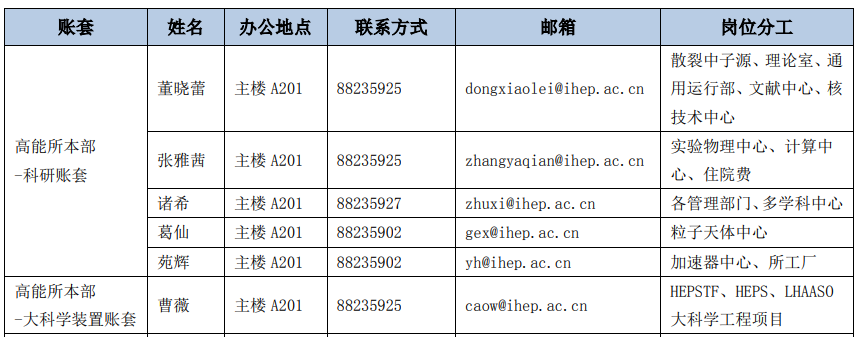 账套 姓名 办公地点 联系方式 邮箱 岗位分工
高能所本部
-科研账套
董晓蕾 主楼 A201 88235925 dongxiaolei@ihep.ac.cn 散裂中子源、理论室、通
用运行部、文献中心、核
技术中心
张雅茜 主楼 A201 88235925 zhangyaqian@ihep.ac.cn 实验物理中心、计算中
心、住院费
诸希 主楼 A201 88235927 zhuxi@ihep.ac.cn 各管理部门、多学科中心
葛仙 主楼 A201 88235902 gex@ihep.ac.cn 粒子天体中心
苑辉 主楼 A201 88235902 yh@ihep.ac.cn 加速器中心、所工厂
高能所本部
-大科学装置账套
曹薇 主楼 A201 88235925 caow@ihep.ac.cn HEPSTF、HEPS、LHAASO
大科学工程项目